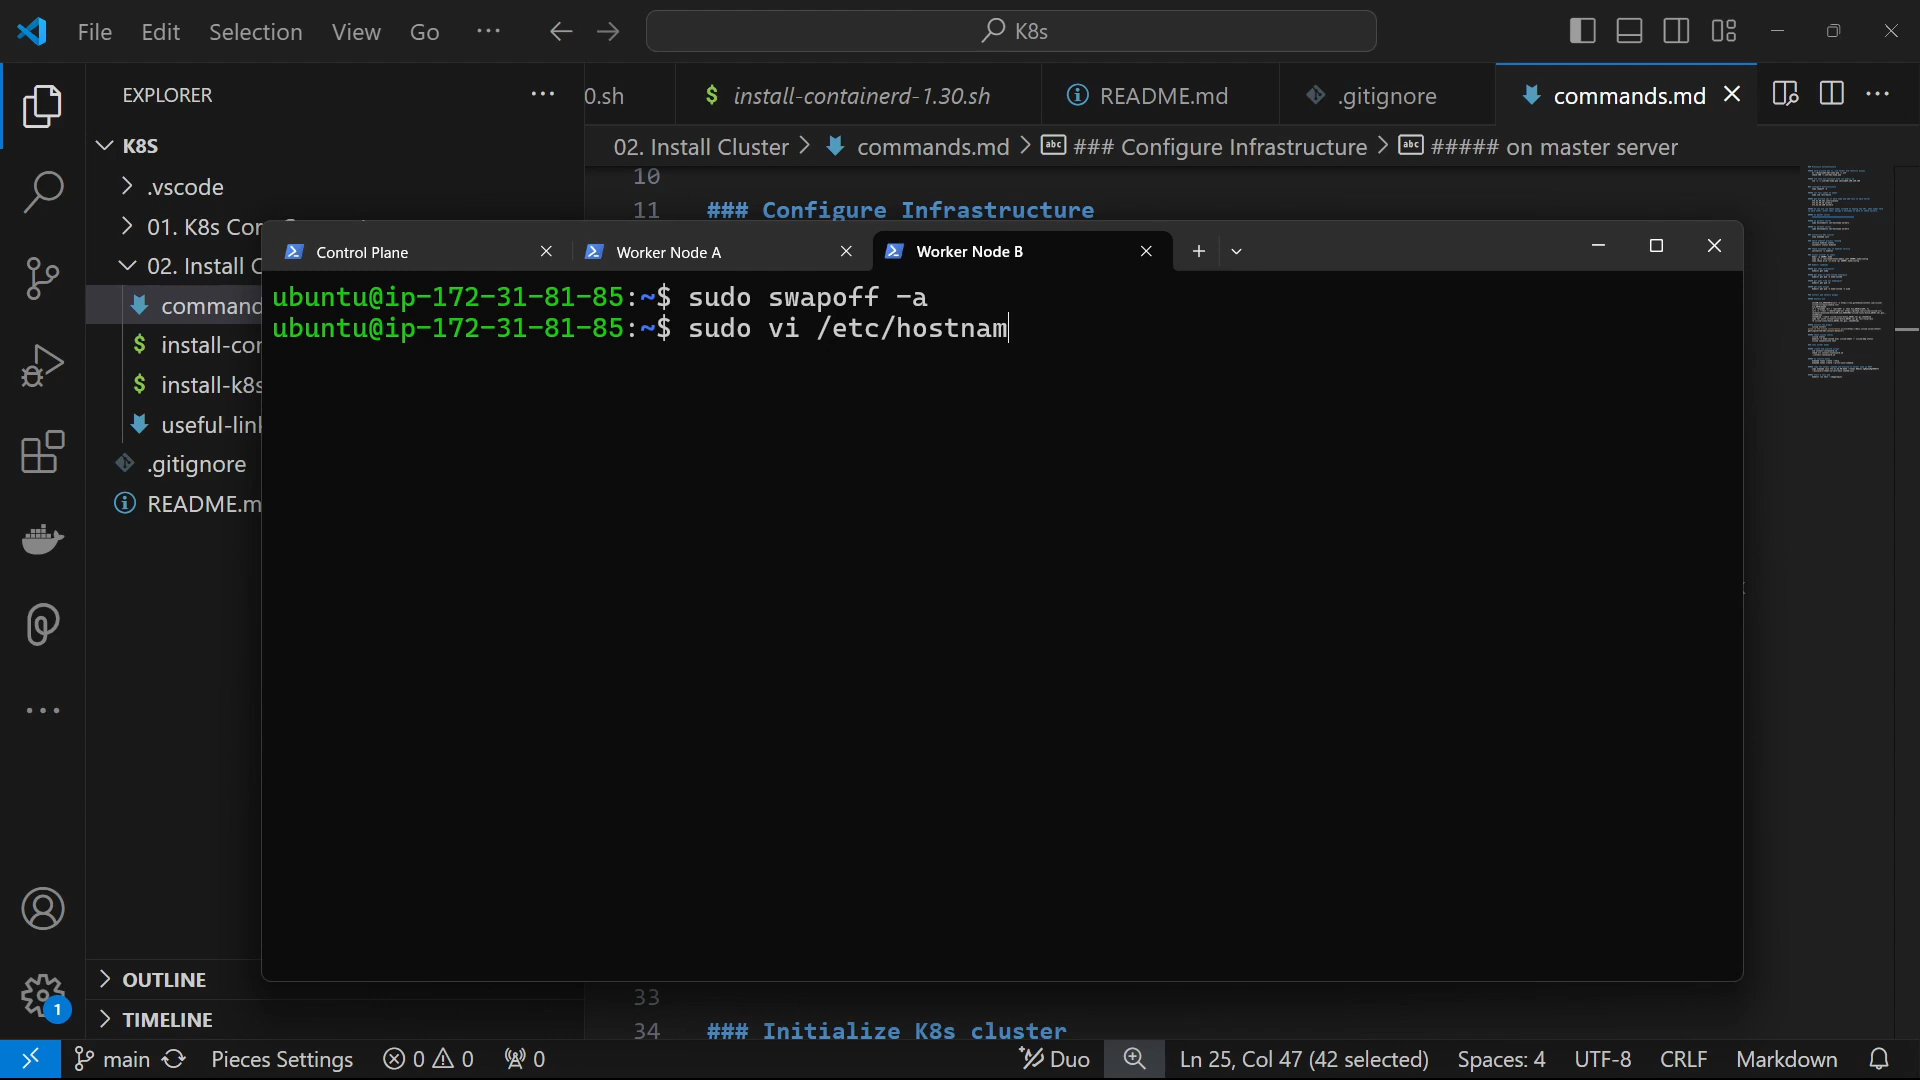 File Edit Selection View Go ··· K8s
EXPLORER ··· 0.sh $ install-containerd-1.30.sh README.md .gitignore commands.md ···
K8S
02. Install Cluster > commands.md > ### Configure Infrastructure > ##### on master server
.vscode
10
01. K8s Cor
11 ### Configure Infrastructure
02. Install C
command
$ install-cor
$ install-k8s
useful-link
.gitignore
README.m
Control Plane
Worker Node A
Worker Node B
ubuntu@ip-172-31-81-85:~$ sudo swapoff -a
ubuntu@ip-172-31-81-85:~$ sudo vi /etc/hostnam
OUTLINE
TIMELINE
33
34 ### Initialize K8s cluster
1
main Pieces Settings 0 0 0 Duo Ln 25, Col 47 (42 selected) Spaces: 4 UTF-8 CRLF Markdown